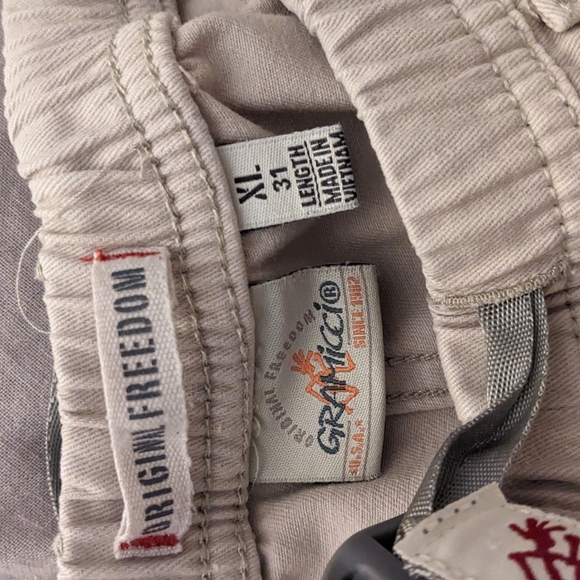 ORIGINAL FREEDOM
XL
31
LENGTH
MADE IN
VIETNAM
ORIGINAL FREEDOM
GRAMiCCi®
U.S.A.®
SINCE 1982